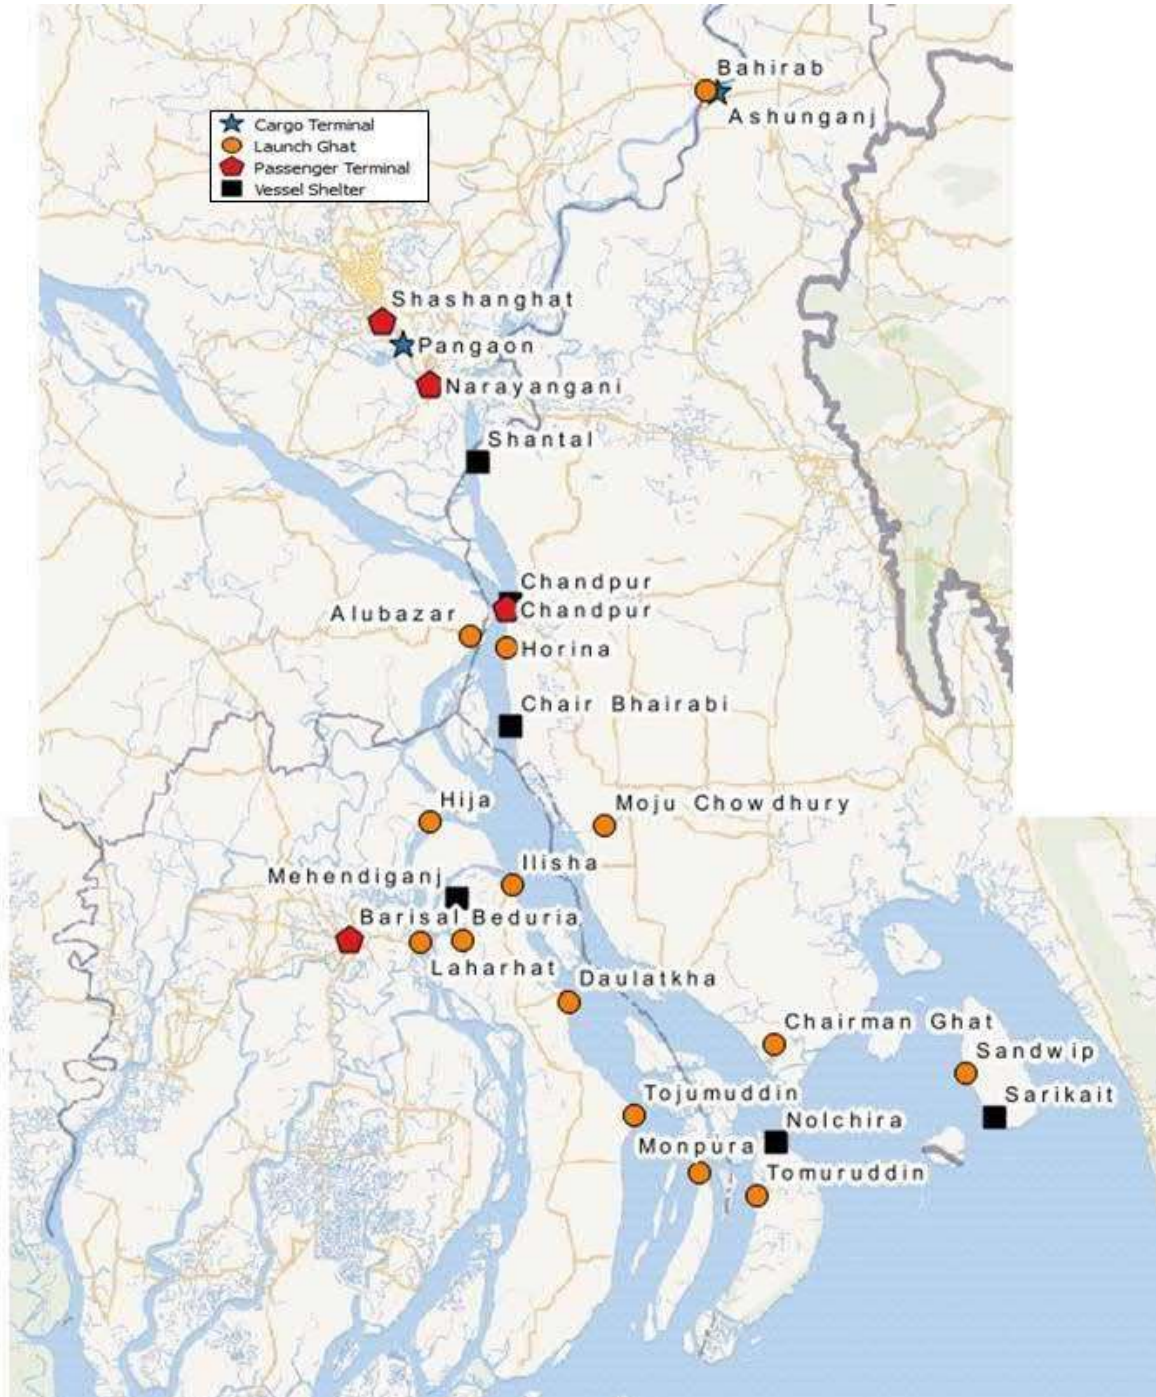 Bahirab
Ashunganj
Cargo Terminal
Launch Ghat
Passenger Terminal
Vessel Shelter
Shashanghat
Pangaon
Narayangani
Shantal
Chandpur
Chandpur
Alubazar
Horina
Chair Bhairabi
Hija
Moju Chowdhury
Ilisha
Mehendiganj
Barisal Beduria
Laharhat
Daulatkha
Chairman Ghat
Sandwip
Tojumuddin
Sarikait
Nolchira
Monpura
Tomuruddin